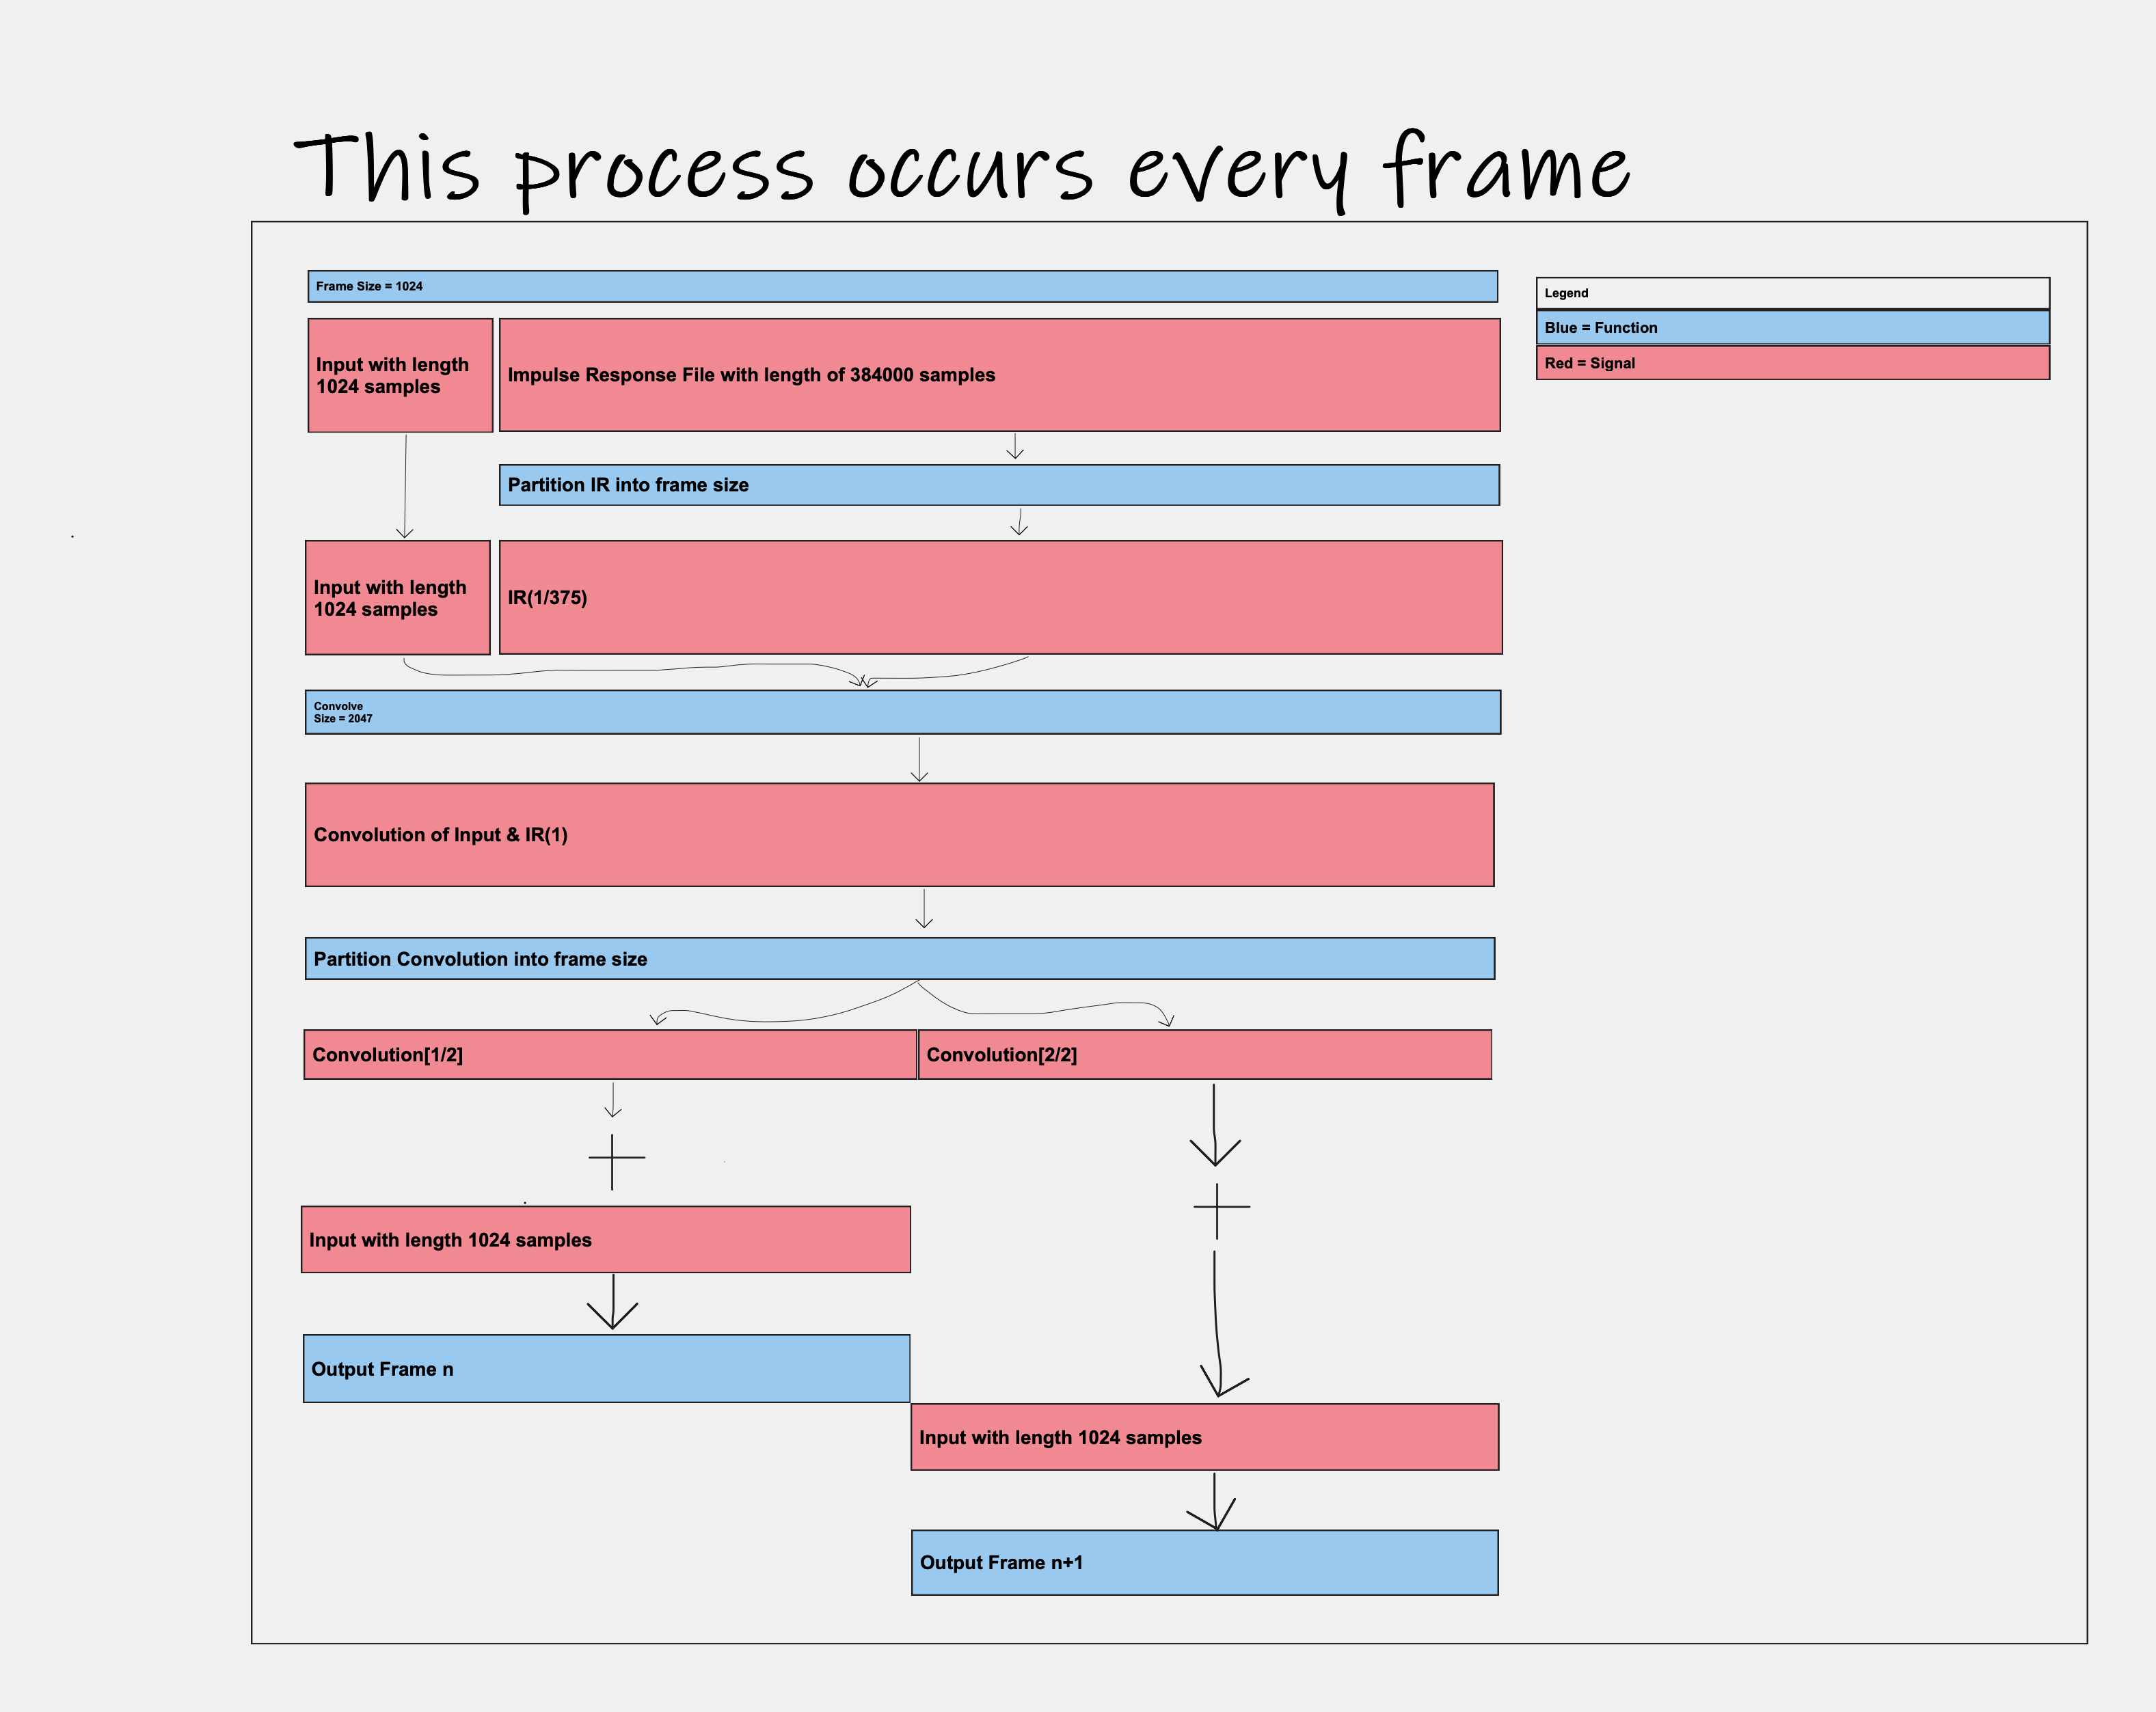 This process occurs every frame
Frame Size = 1024
Legend
Blue = Function
Red = Signal
Input with length
1024 samples
Impulse Response File with length of 384000 samples
Partition IR into frame size
Input with length
1024 samples
IR(1/375)
Convolve
Size = 2047
Convolution of Input & IR(1)
Partition Convolution into frame size
Convolution[1/2]
Convolution[2/2]
Input with length 1024 samples
Output Frame n
Input with length 1024 samples
Output Frame n+1